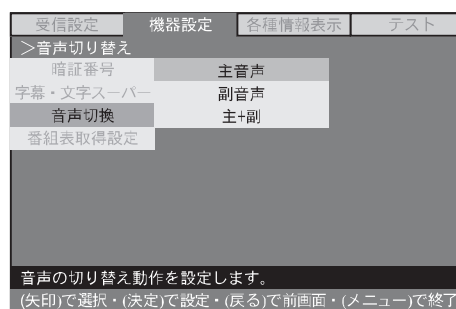 受信設定 機器設定 各種情報表示 テスト
＞音声切り替え
暗証番号 主音声
字幕・文字スーパー 副音声
音声切換 主+副
番組表取得設定
音声の切り替え動作を設定します。
(矢印)で選択・(決定)で設定・(戻る)で前画面・(メニュー)で終了